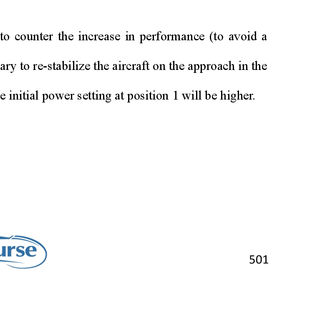 to counter the increase in performance (to avoid a
ary to re-stabilize the aircraft on the approach in the
e initial power setting at position 1 will be higher.
urse
501